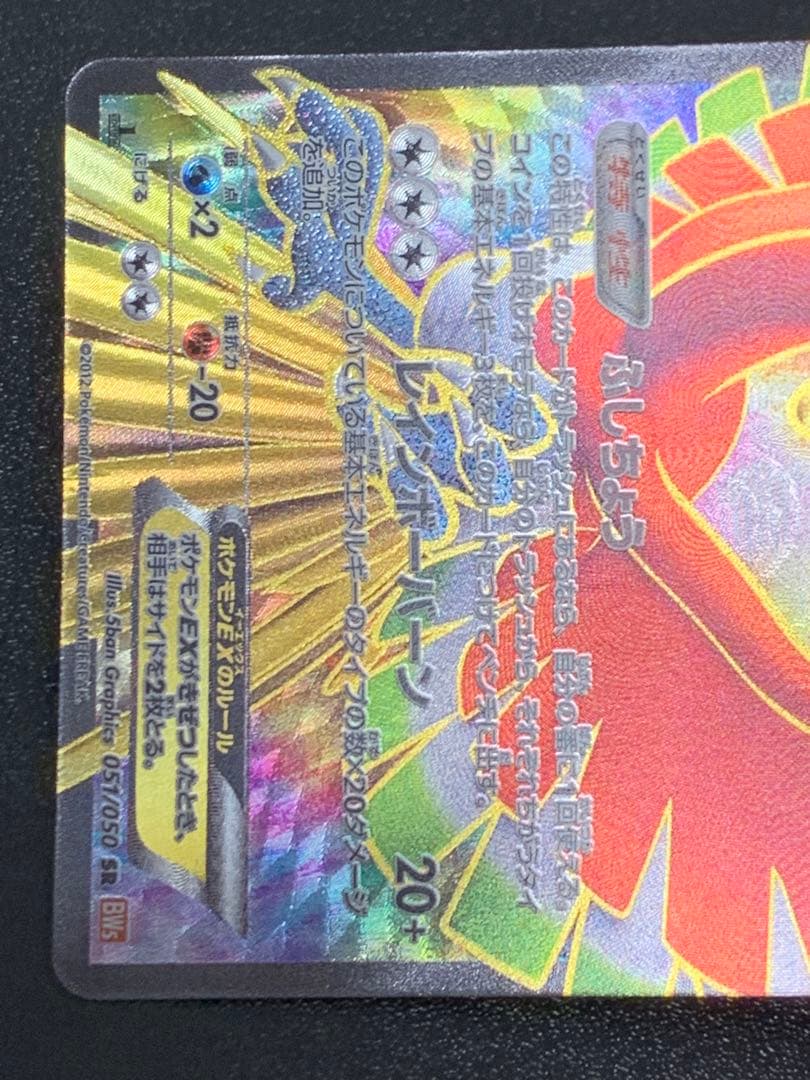 とくせい
ふしちょう
この特性は、このカードがトラッシュにあるなら、自分の番に1回使える。
コインを1回投げオモテなら、自分のトラッシュから、それぞれちがうタイ
プの基本エネルギー3枚を、このカードにつけてベンチに出す。
レインボーバーン 20+
このポケモンについている基本エネルギーのタイプの数×20ダメージ
を追加。
弱点
×2
抵抗力
-20
にげる
ポケモンEXのルール
ポケモンEXがきぜつしたとき、
相手はサイドを2枚とる。
Illus. 5ban Graphics 051/050 SR BW5
©2012 Pokémon/Nintendo/Creatures/GAME FREAK.